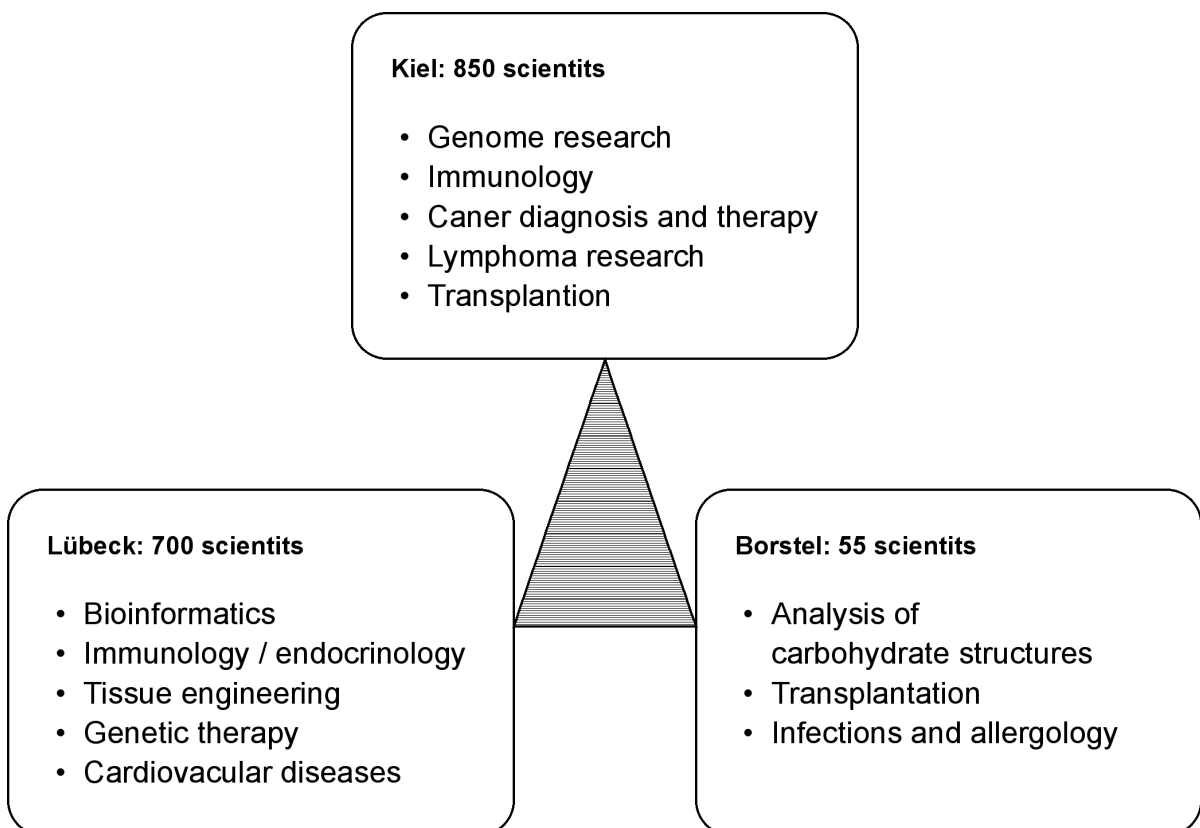 Kiel: 850 scientits
• Genome research
• Immunology
• Caner diagnosis and therapy
• Lymphoma research
• Transplantion
Lübeck: 700 scientits
• Bioinformatics
• Immunology / endocrinology
• Tissue engineering
• Genetic therapy
• Cardiovacular diseases
Borstel: 55 scientits
• Analysis of
carbohydrate structures
• Transplantation
• Infections and allergology